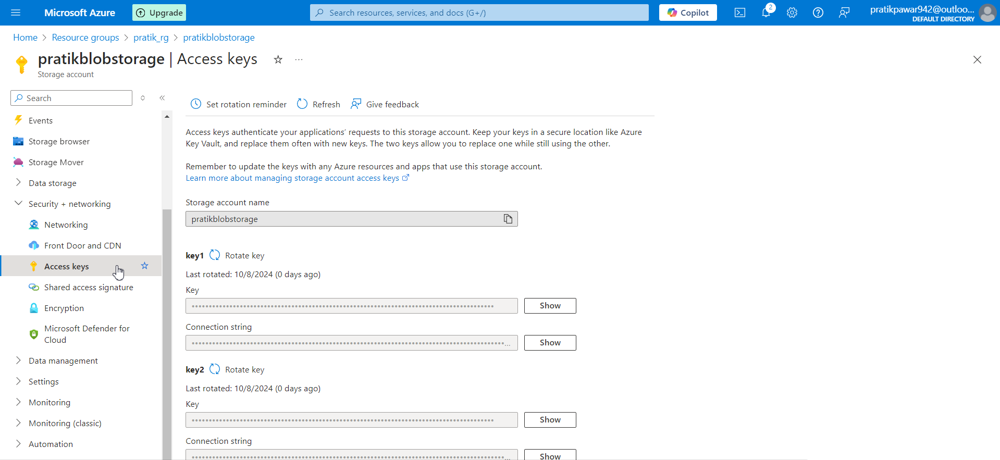 Microsoft Azure
Upgrade
Search resources, services, and docs (G+/)
Copilot
2
pratikpawar942@outloo...
DEFAULT DIRECTORY
Home > Resource groups > pratik_rg > pratikblobstorage
pratikblobstorage | Access keys
Storage account
Search
Events
Storage browser
Storage Mover
Data storage
Security + networking
Networking
Front Door and CDN
Access keys
Shared access signature
Encryption
Microsoft Defender for
Cloud
Data management
Settings
Monitoring
Monitoring (classic)
Automation
Set rotation reminder
Refresh
Give feedback
Access keys authenticate your applications’ requests to this storage account. Keep your keys in a secure location like Azure
Key Vault, and replace them often with new keys. The two keys allow you to replace one while still using the other.
Remember to update the keys with any Azure resources and apps that use this storage account.
Learn more about managing storage account access keys
Storage account name
pratikblobstorage
key1 Rotate key
Last rotated: 10/8/2024 (0 days ago)
Key
Show
Connection string
Show
key2 Rotate key
Last rotated: 10/8/2024 (0 days ago)
Key
Show
Connection string
Show